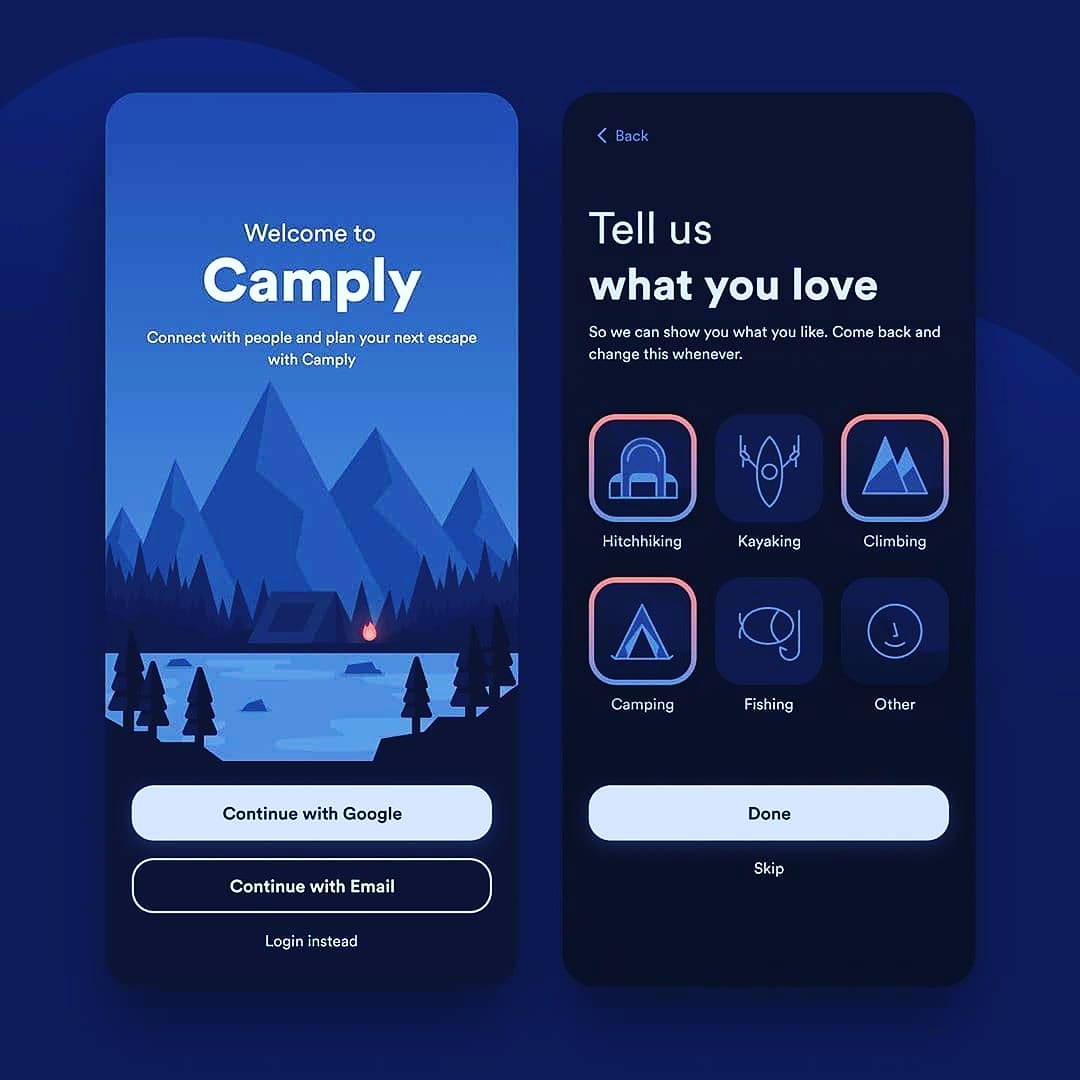 Welcome to
Camply
Connect with people and plan your next escape
with Camply
Continue with Google
Continue with Email
Login instead
Back
Tell us
what you love
So we can show you what you like. Come back and
change this whenever.
Hitchhiking
Kayaking
Climbing
Camping
Fishing
Other
Done
Skip